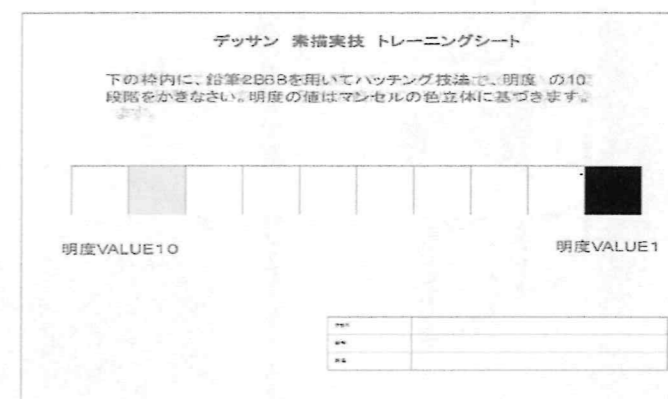 デッサン 素描実技 トレーニングシート
下の枠内に、鉛筆2B6Bを用いてハッチング技法で、明度 の10
段階をかきなさい。明度の値はマンセルの色立体に基づきます。
明度VALUE10
明度VALUE1